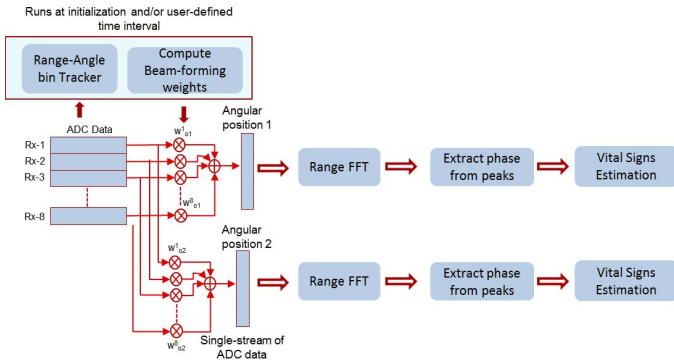 Runs at initialization and/or user-defined
time interval
Range-Angle
bin Tracker
Compute
Beam-forming
weights
ADC Data
Rx-1
Rx-2
Rx-3
Rx-8
w¹o1
w⁸o1
Angular
position 1
Range FFT
Extract phase
from peaks
Vital Signs
Estimation
w¹o2
w⁸o2
Angular
position 2
Single-stream of
ADC data
Range FFT
Extract phase
from peaks
Vital Signs
Estimation